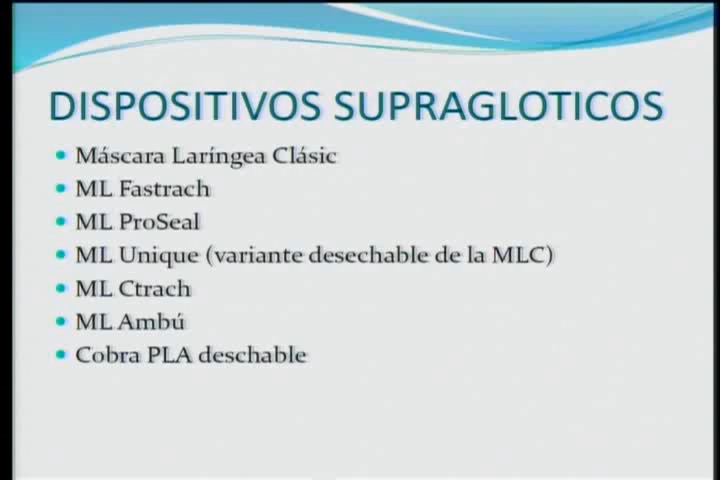 DISPOSITIVOS SUPRAGLOTICOS
• Máscara Laríngea Clásic
• ML Fastrach
• ML ProSeal
• ML Unique (variante desechable de la MLC)
• ML Ctrach
• ML Ambú
• Cobra PLA deschable